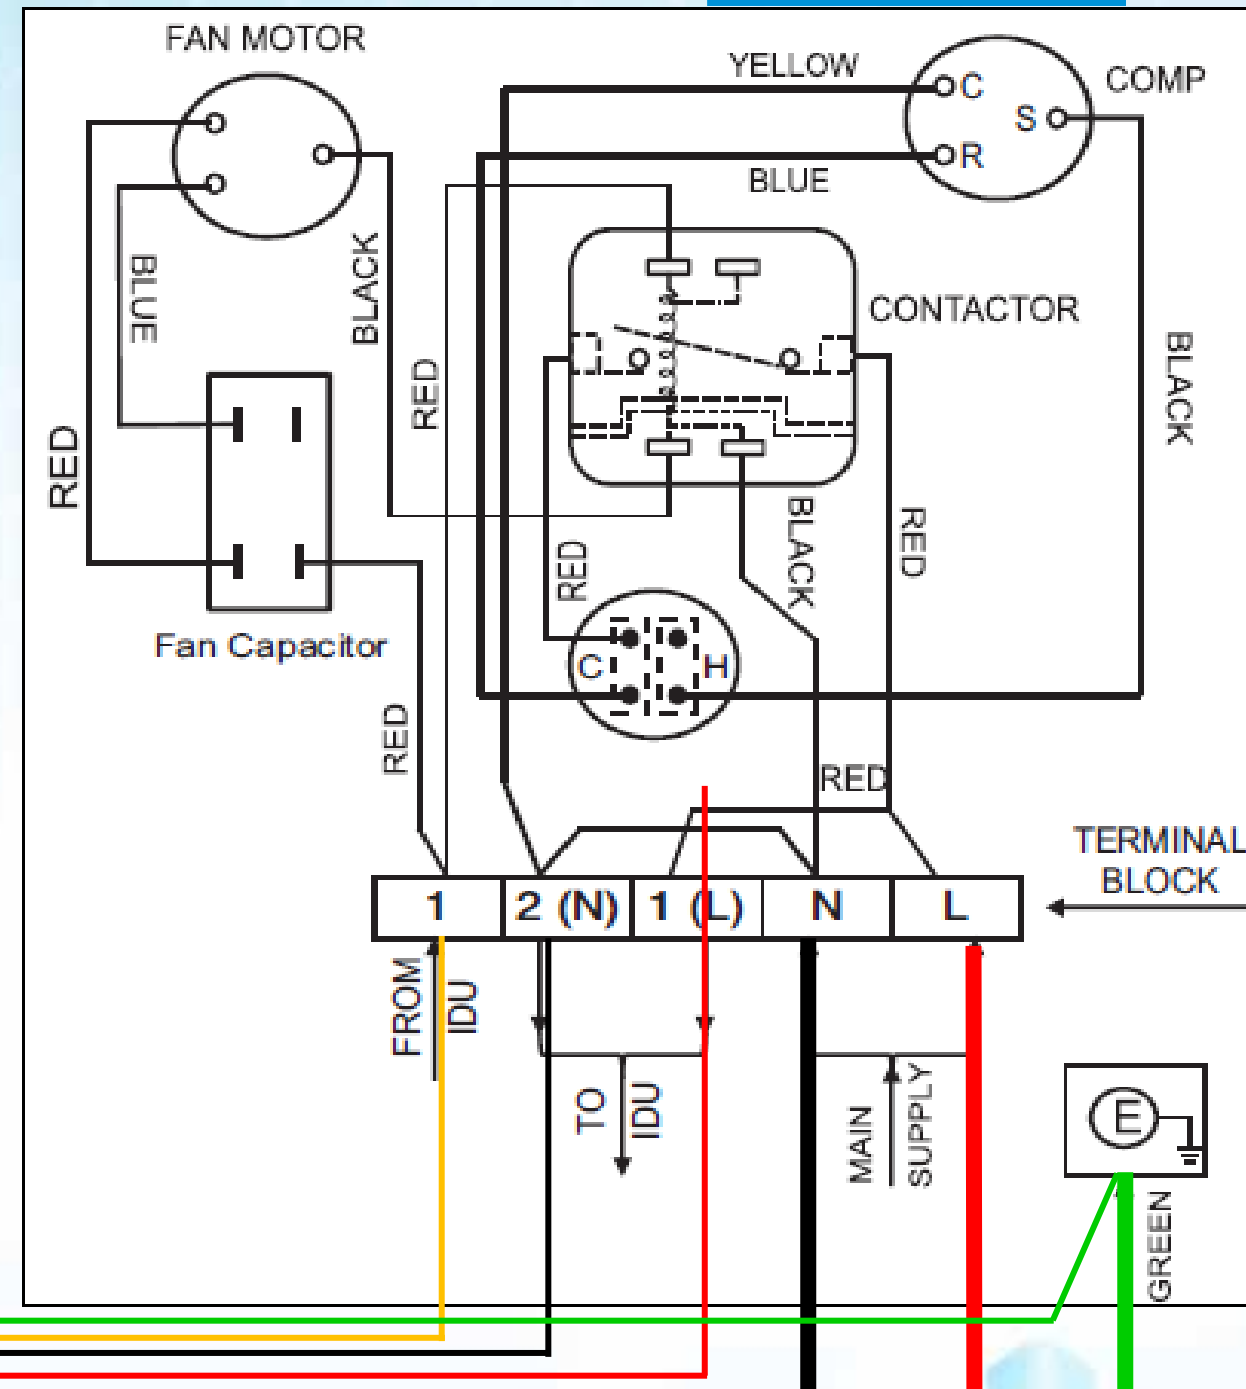 FAN MOTOR
YELLOW
C
COMP
S
R
BLUE
BLUE
BLACK
CONTACTOR
RED
BLACK
RED
BLACK
RED
RED
Fan Capacitor
C
H
RED
RED
TERMINAL
BLOCK
1
2 (N)
1 (L)
N
L
FROM
IDU
TO
IDU
MAIN
SUPPLY
E
GREEN